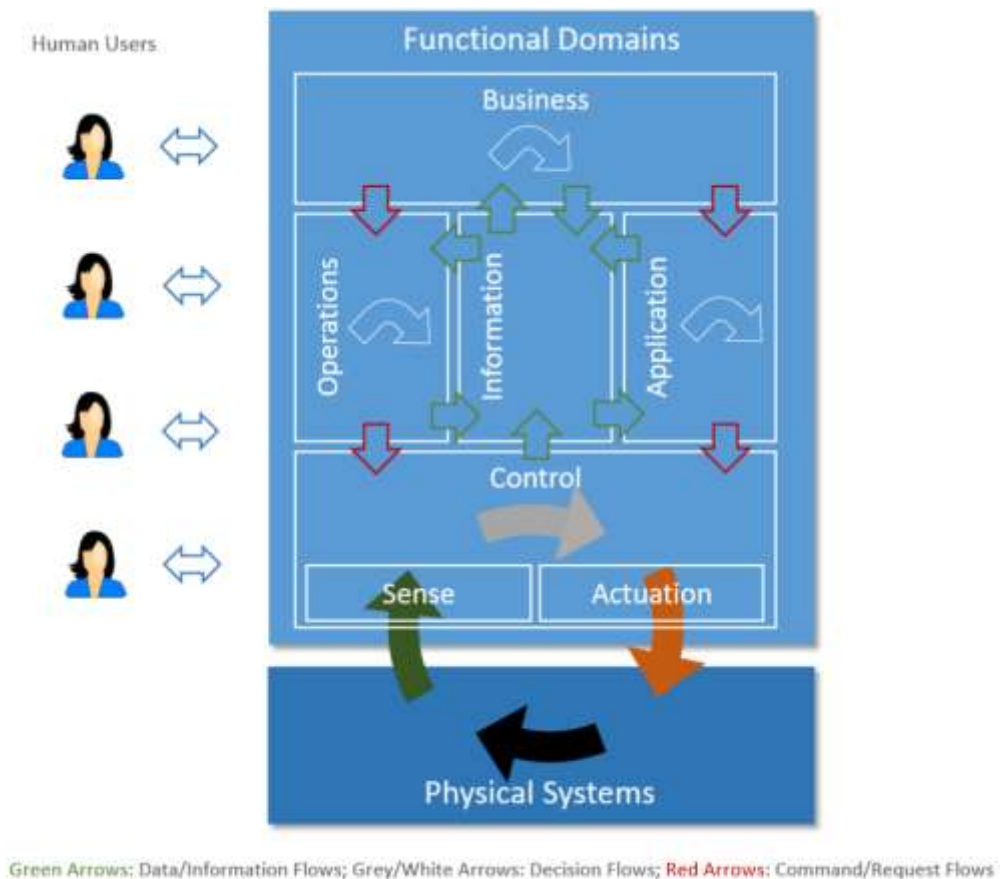 Human Users
Functional Domains
Business
Operations
Information
Application
Control
Sense
Actuation
Physical Systems
Green Arrows: Data/Information Flows; Grey/White Arrows: Decision Flows; Red Arrows: Command/Request Flows